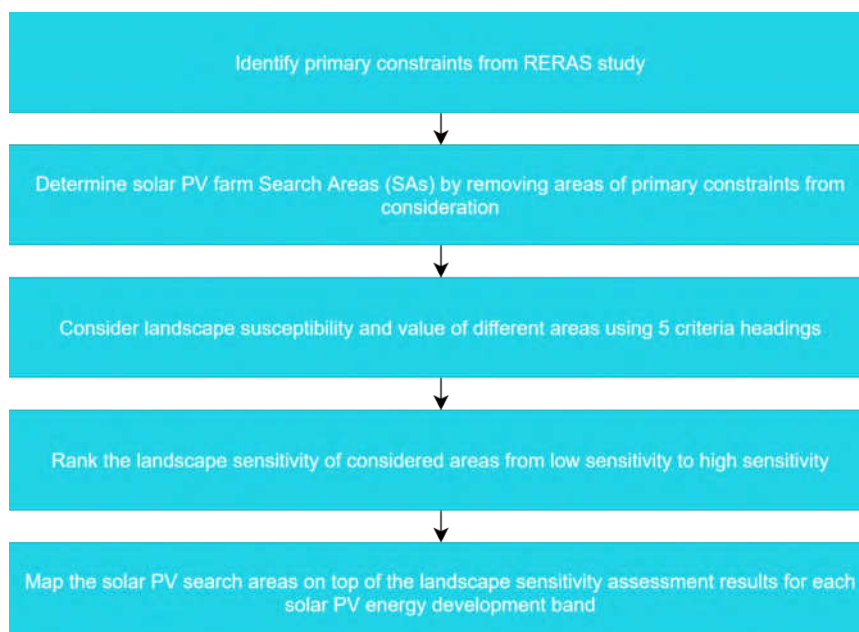 Identify primary constraints from RERAS study
Determine solar PV farm Search Areas (SAs) by removing areas of primary constraints from
consideration
Consider landscape susceptibility and value of different areas using 5 criteria headings
Rank the landscape sensitivity of considered areas from low sensitivity to high sensitivity
Map the solar PV search areas on top of the landscape sensitivity assessment results for each
solar PV energy development band